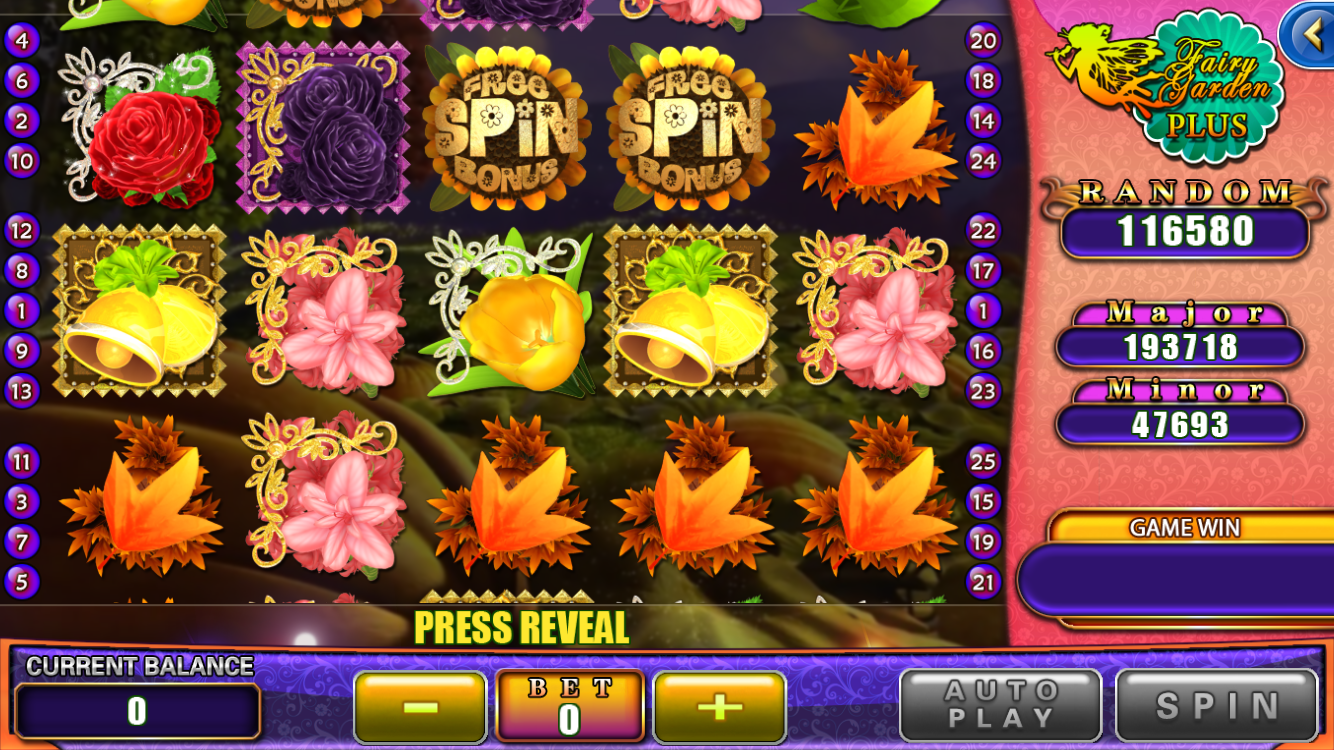 4
6
2
10
12
8
1
9
13
11
3
7
5
FREE
SPiN
BONUS
FREE
SPiN
BONUS
20
18
14
24
22
17
1
16
23
25
15
19
21
Fairy
Garden
PLUS
RANDOM
116580
Major
193718
Minor
47693
GAME WIN
PRESS REVEAL
CURRENT BALANCE
0
-
BET
0
+
AUTO
PLAY
SPIN